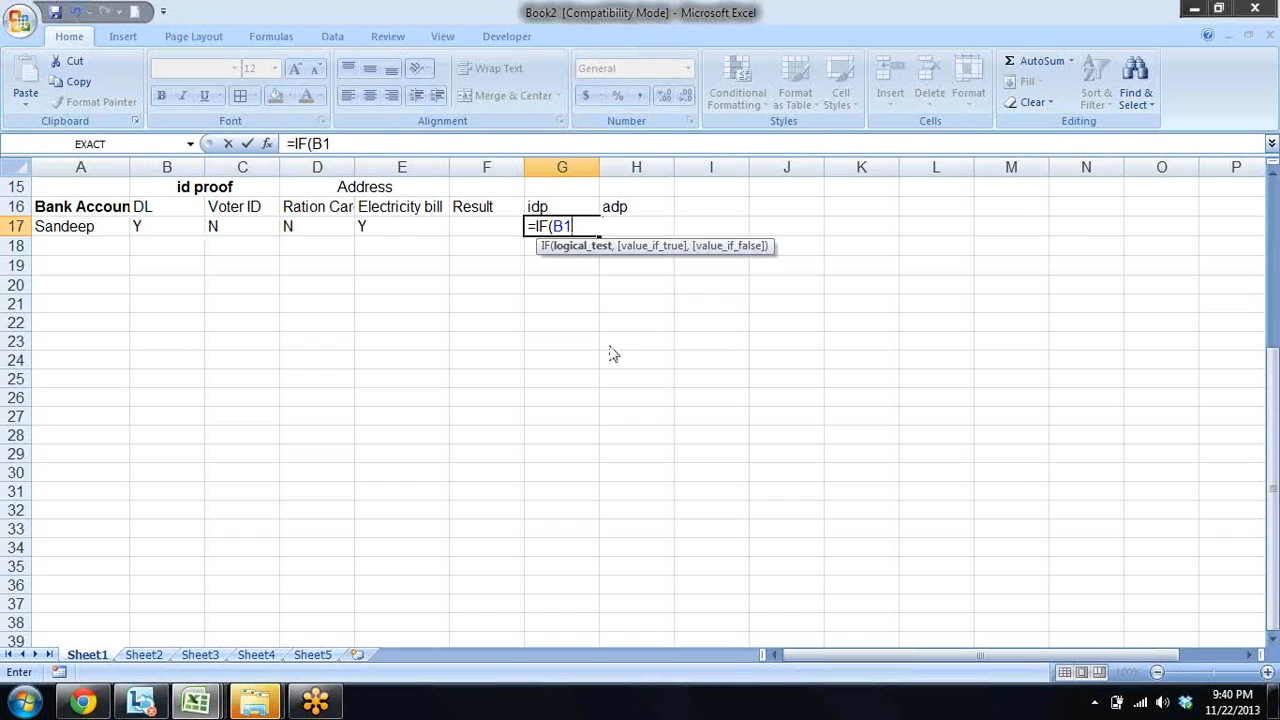 Book2 [Compatibility Mode] - Microsoft Excel
Home Insert Page Layout Formulas Data Review View Developer
Paste Cut Copy Format Painter Clipboard
12 A A B I U A Font
Wrap Text Merge & Center Alignment
General $ % , Number
Conditional Formatting Format as Table Cell Styles Styles
Insert Delete Format Cells
Σ AutoSum Fill Clear Sort & Filter Find & Select Editing
EXACT fx =IF(B1
A B C D E F G H I J K L M N O P
15 id proof Address
16 Bank Accoun DL Voter ID Ration Car Electricity bill Result idp adp
17 Sandeep Y N N Y =IF(B1
IF(logical_test, [value_if_true], [value_if_false])
18
19
20
21
22
23
24
25
26
27
28
29
30
31
32
33
34
35
36
37
38
39
Sheet1 Sheet2 Sheet3 Sheet4 Sheet5
Enter 100%
9:40 PM
11/22/2013